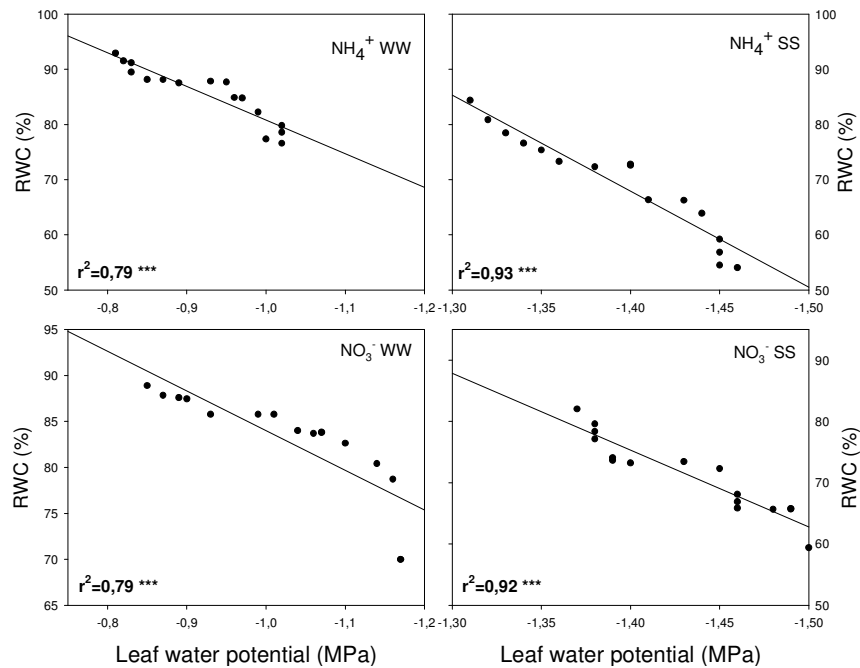 NH₄⁺ WW
RWC (%)
100
90
80
70
60
50
r²=0,79 ***
-0,8 -0,9 -1,0 -1,1 -1,2
NH₄⁺ SS
RWC (%)
100
90
80
70
60
50
r²=0,93 ***
-1,30 -1,35 -1,40 -1,45 -1,50
NO₃⁻ WW
RWC (%)
95
90
85
80
75
70
65
r²=0,79 ***
-0,8 -0,9 -1,0 -1,1 -1,2
Leaf water potential (MPa)
NO₃⁻ SS
RWC (%)
90
80
70
60
50
r²=0,92 ***
-1,30 -1,35 -1,40 -1,45 -1,50
Leaf water potential (MPa)